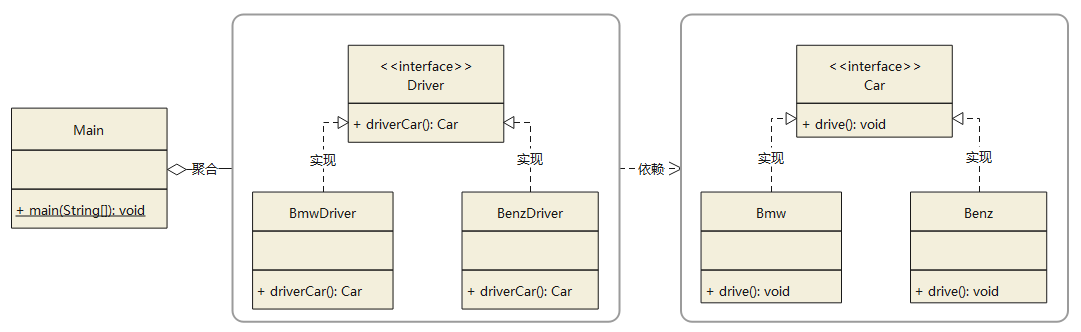 Main
+ main(String[]): void
聚合
<<interface>>
Driver
+ driverCar(): Car
实现
实现
BmwDriver
+ driverCar(): Car
BenzDriver
+ driverCar(): Car
依赖
<<interface>>
Car
+ drive(): void
实现
实现
Bmw
+ drive(): void
Benz
+ drive(): void